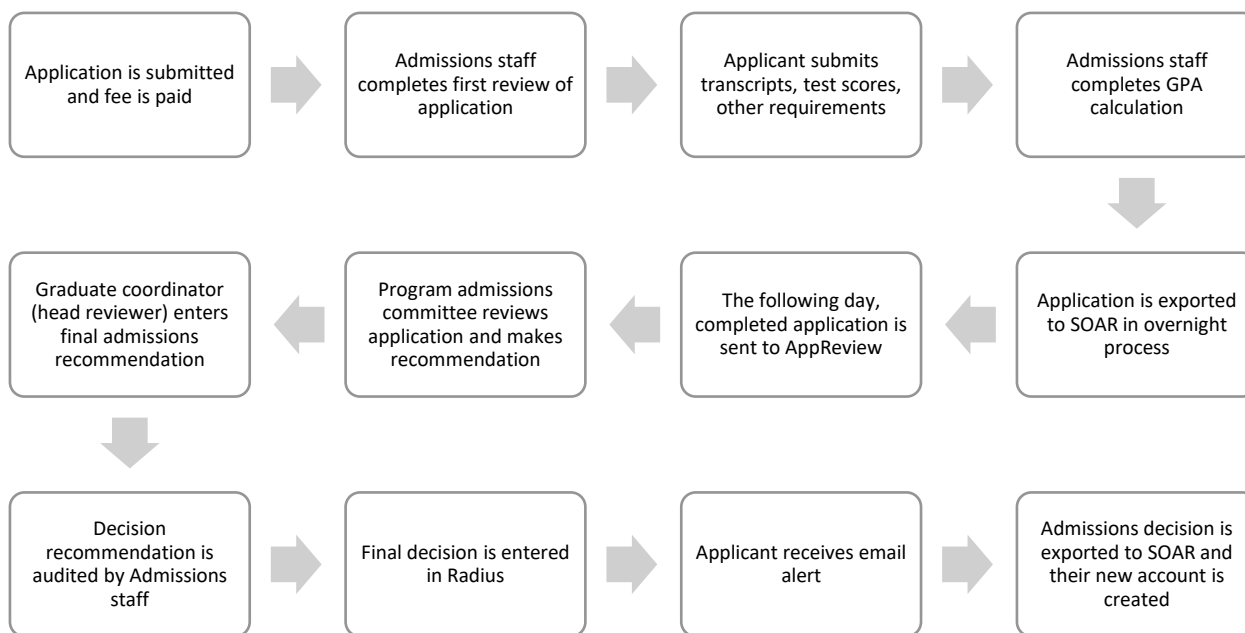 Application is submitted
and fee is paid
Admissions staff
completes first review of
application
Applicant submits
transcripts, test scores,
other requirements
Admissions staff
completes GPA
calculation
Application is exported
to SOAR in overnight
process
The following day,
completed application is
sent to AppReview
Program admissions
committee reviews
application and makes
recommendation
Graduate coordinator
(head reviewer) enters
final admissions
recommendation
Decision
recommendation is
audited by Admissions
staff
Final decision is entered
in Radius
Applicant receives email
alert
Admissions decision is
exported to SOAR and
their new account is
created